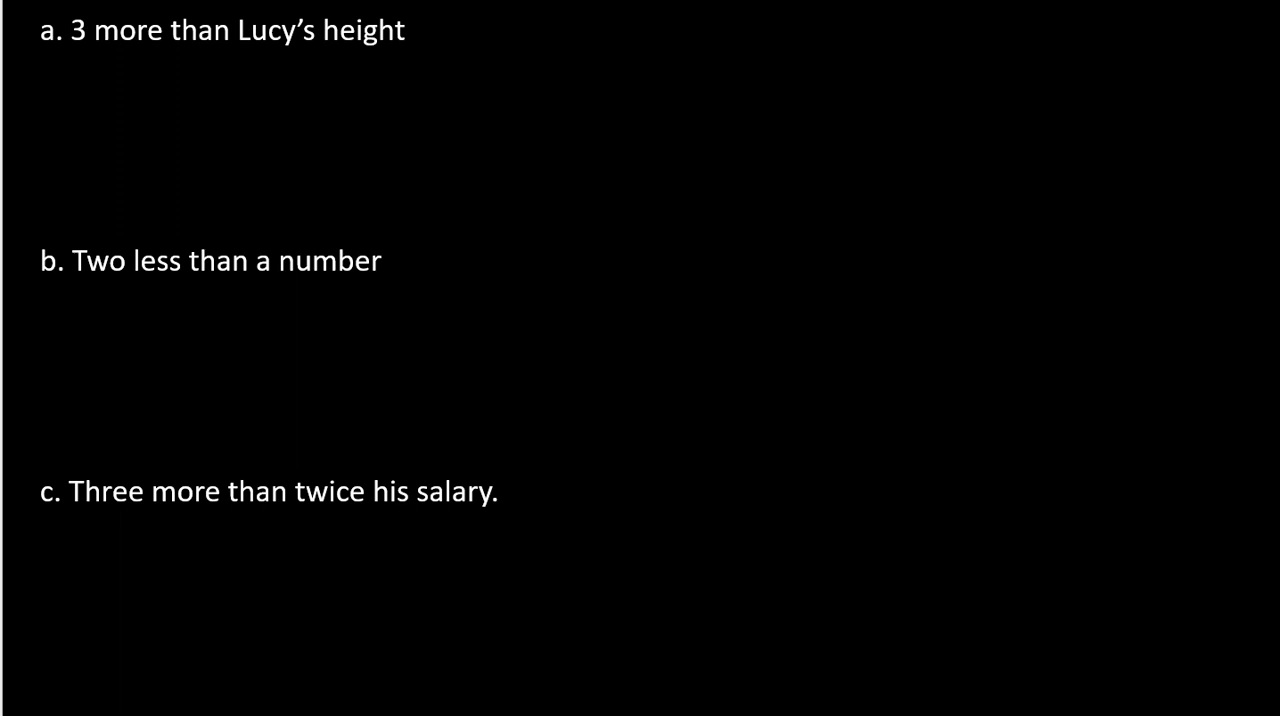 a. 3 more than Lucy’s height
b. Two less than a number
c. Three more than twice his salary.